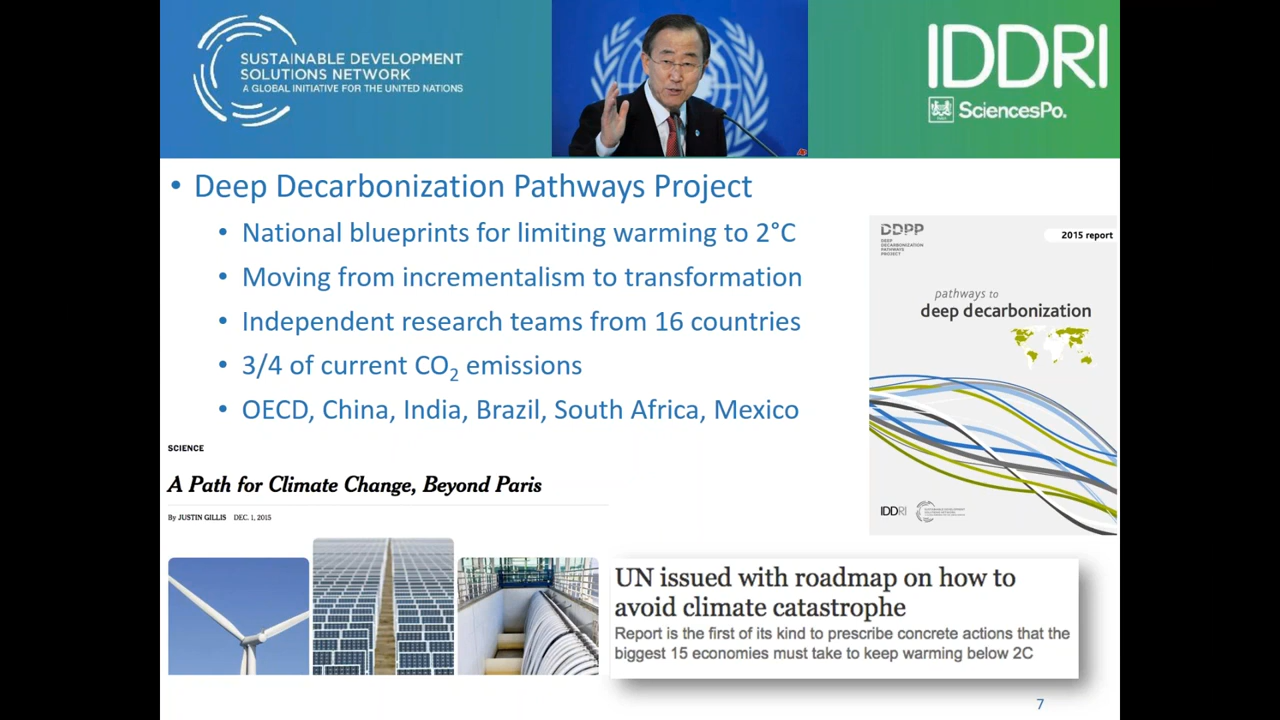 SUSTAINABLE DEVELOPMENT
SOLUTIONS NETWORK
A GLOBAL INITIATIVE FOR THE UNITED NATIONS
IDDRI
SciencesPo.
• Deep Decarbonization Pathways Project
• National blueprints for limiting warming to 2°C
• Moving from incrementalism to transformation
• Independent research teams from 16 countries
• 3/4 of current CO2 emissions
• OECD, China, India, Brazil, South Africa, Mexico
DDPP
DEEP
DECARBONIZATION
PATHWAYS
PROJECT
2015 report
pathways to
deep decarbonization
IDDRI
SCIENCE
A Path for Climate Change, Beyond Paris
By JUSTIN GILLIS DEC. 1, 2015
UN issued with roadmap on how to
avoid climate catastrophe
Report is the first of its kind to prescribe concrete actions that the
biggest 15 economies must take to keep warming below 2C
7